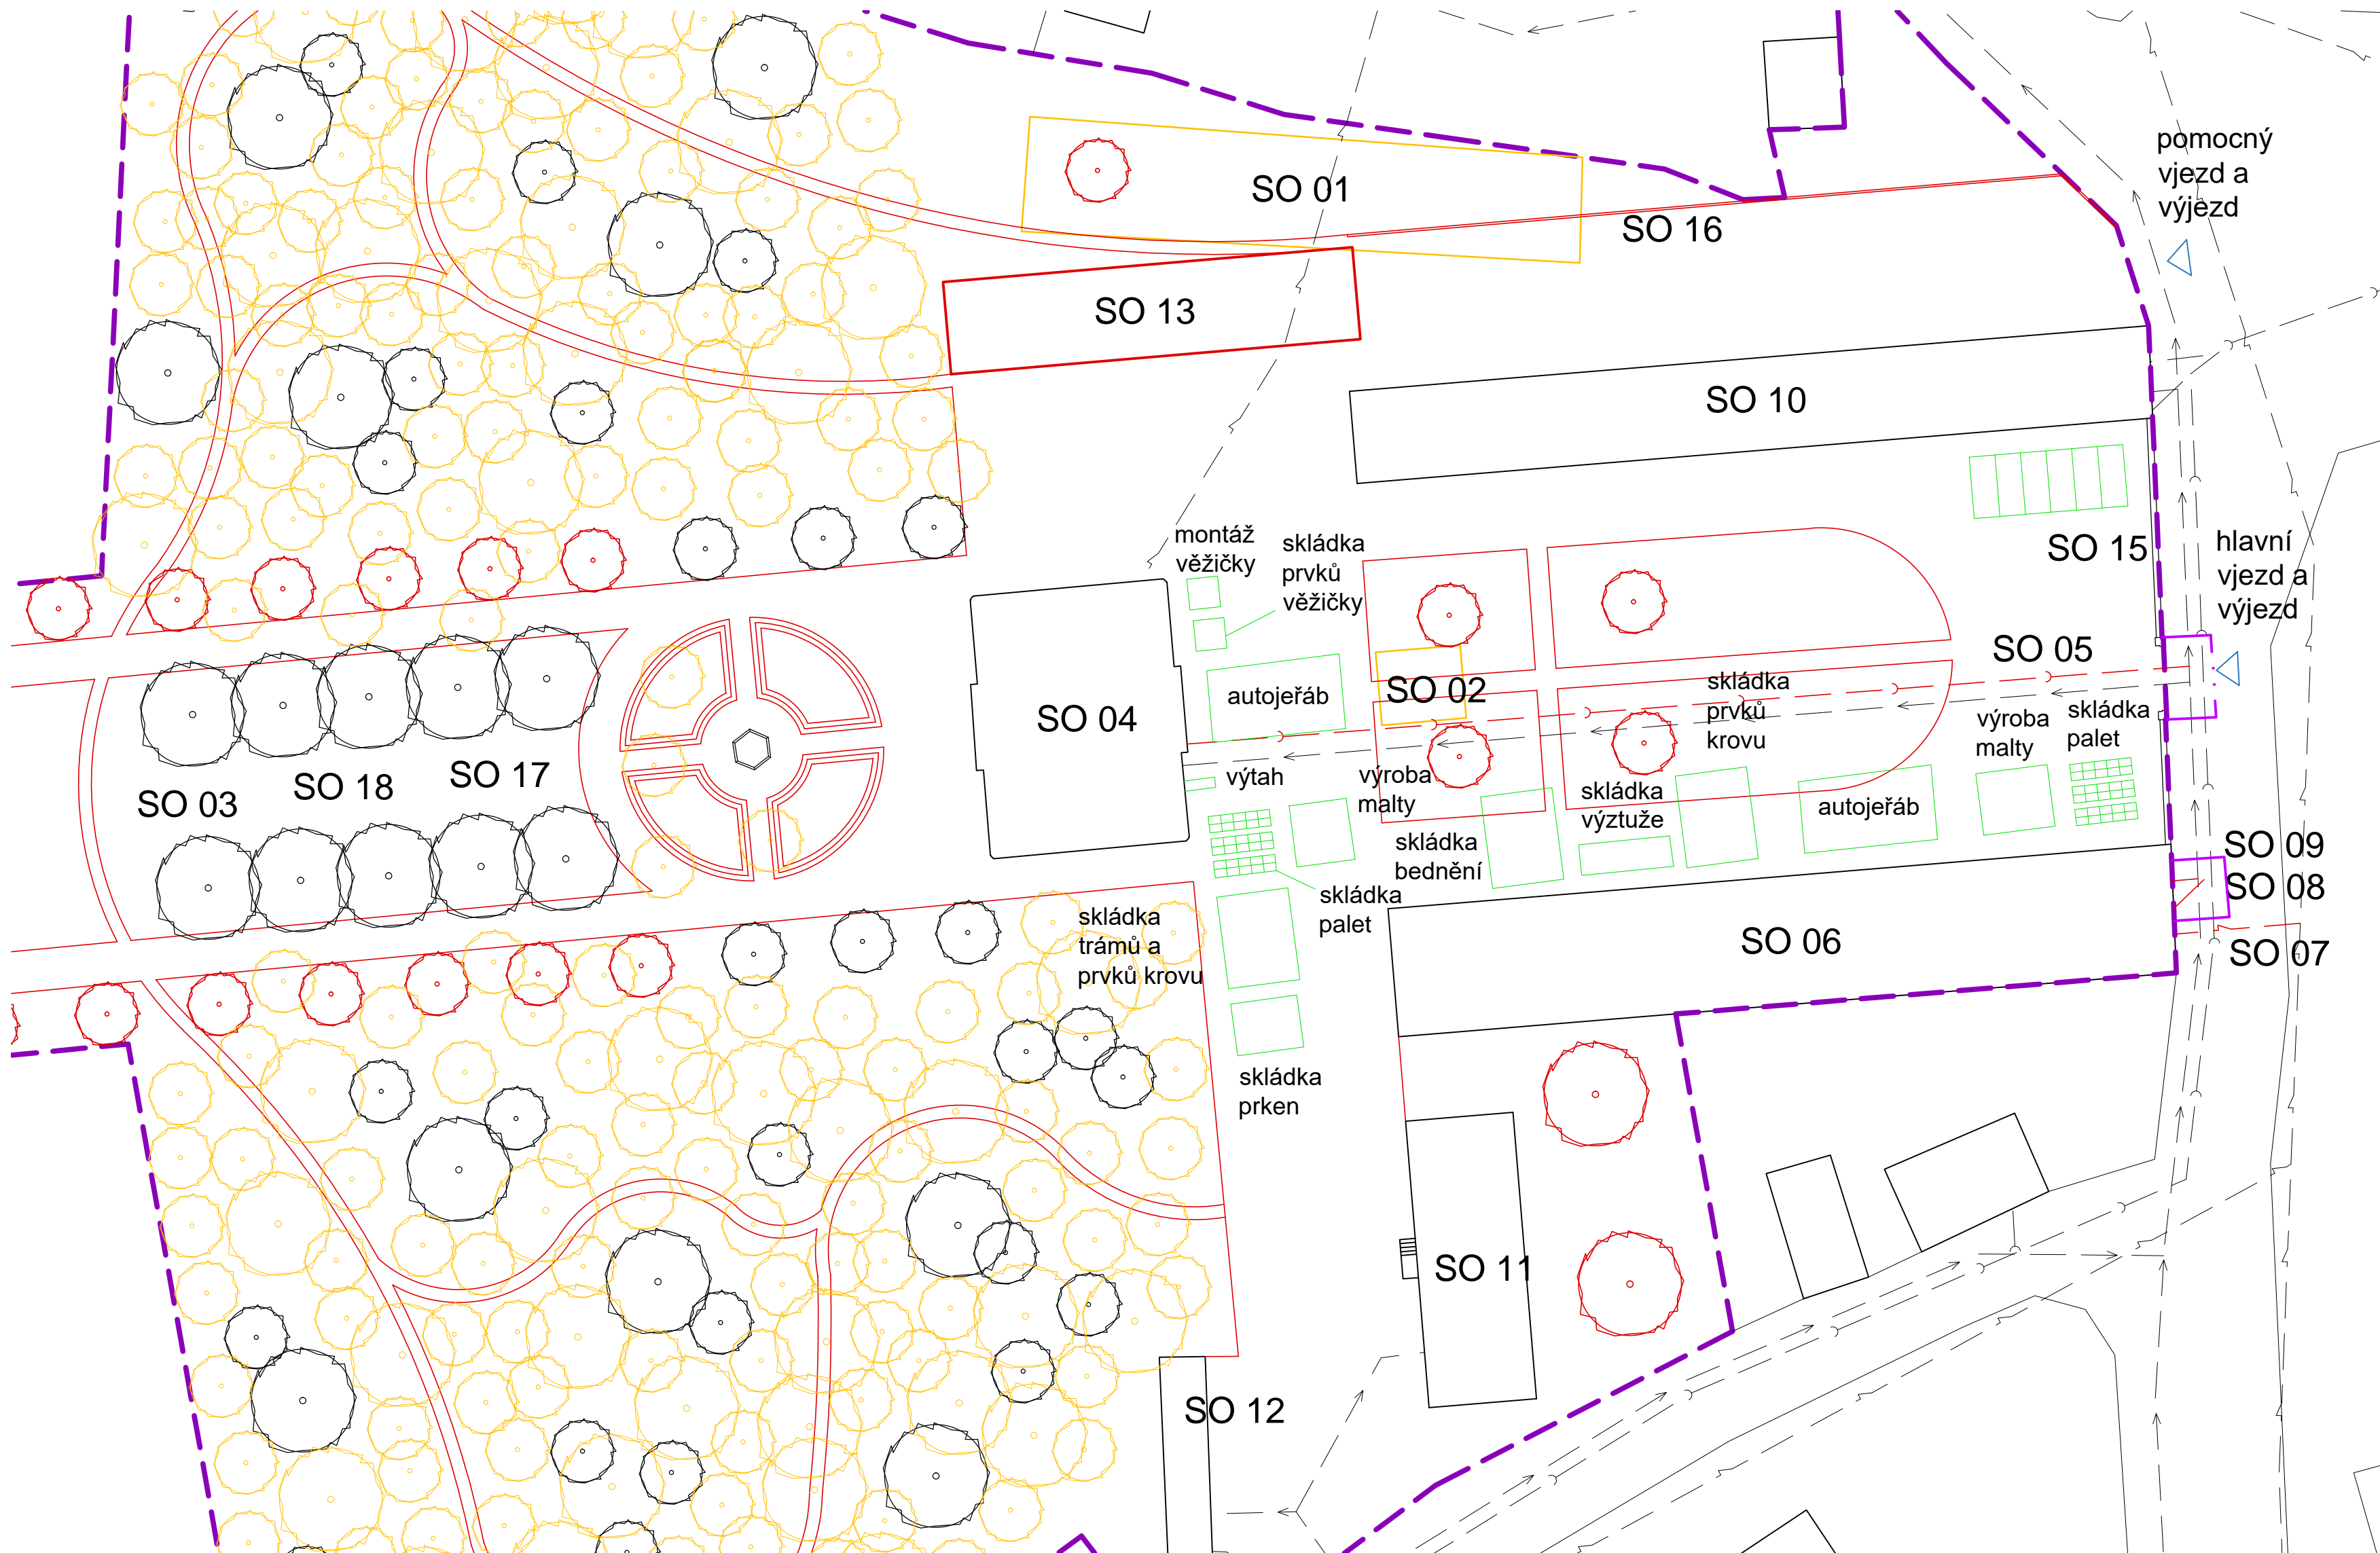 pomocný
vjezd a
výjezd
SO 01
SO 16
SO 13
SO 10
montáž
věžičky
skládka
prvků
věžičky
SO 15
hlavní
vjezd a
výjezd
SO 05
autojeřáb
SO 02
skládka
prvků
krovu
SO 04
výroba
malty
skládka
palet
SO 03
SO 18
SO 17
výtah
výroba
malty
skládka
výztuže
autojeřáb
skládka
bednění
SO 09
SO 08
SO 07
skládka
palet
skládka
trámů a
prvků krovu
SO 06
skládka
prken
SO 11
SO 12